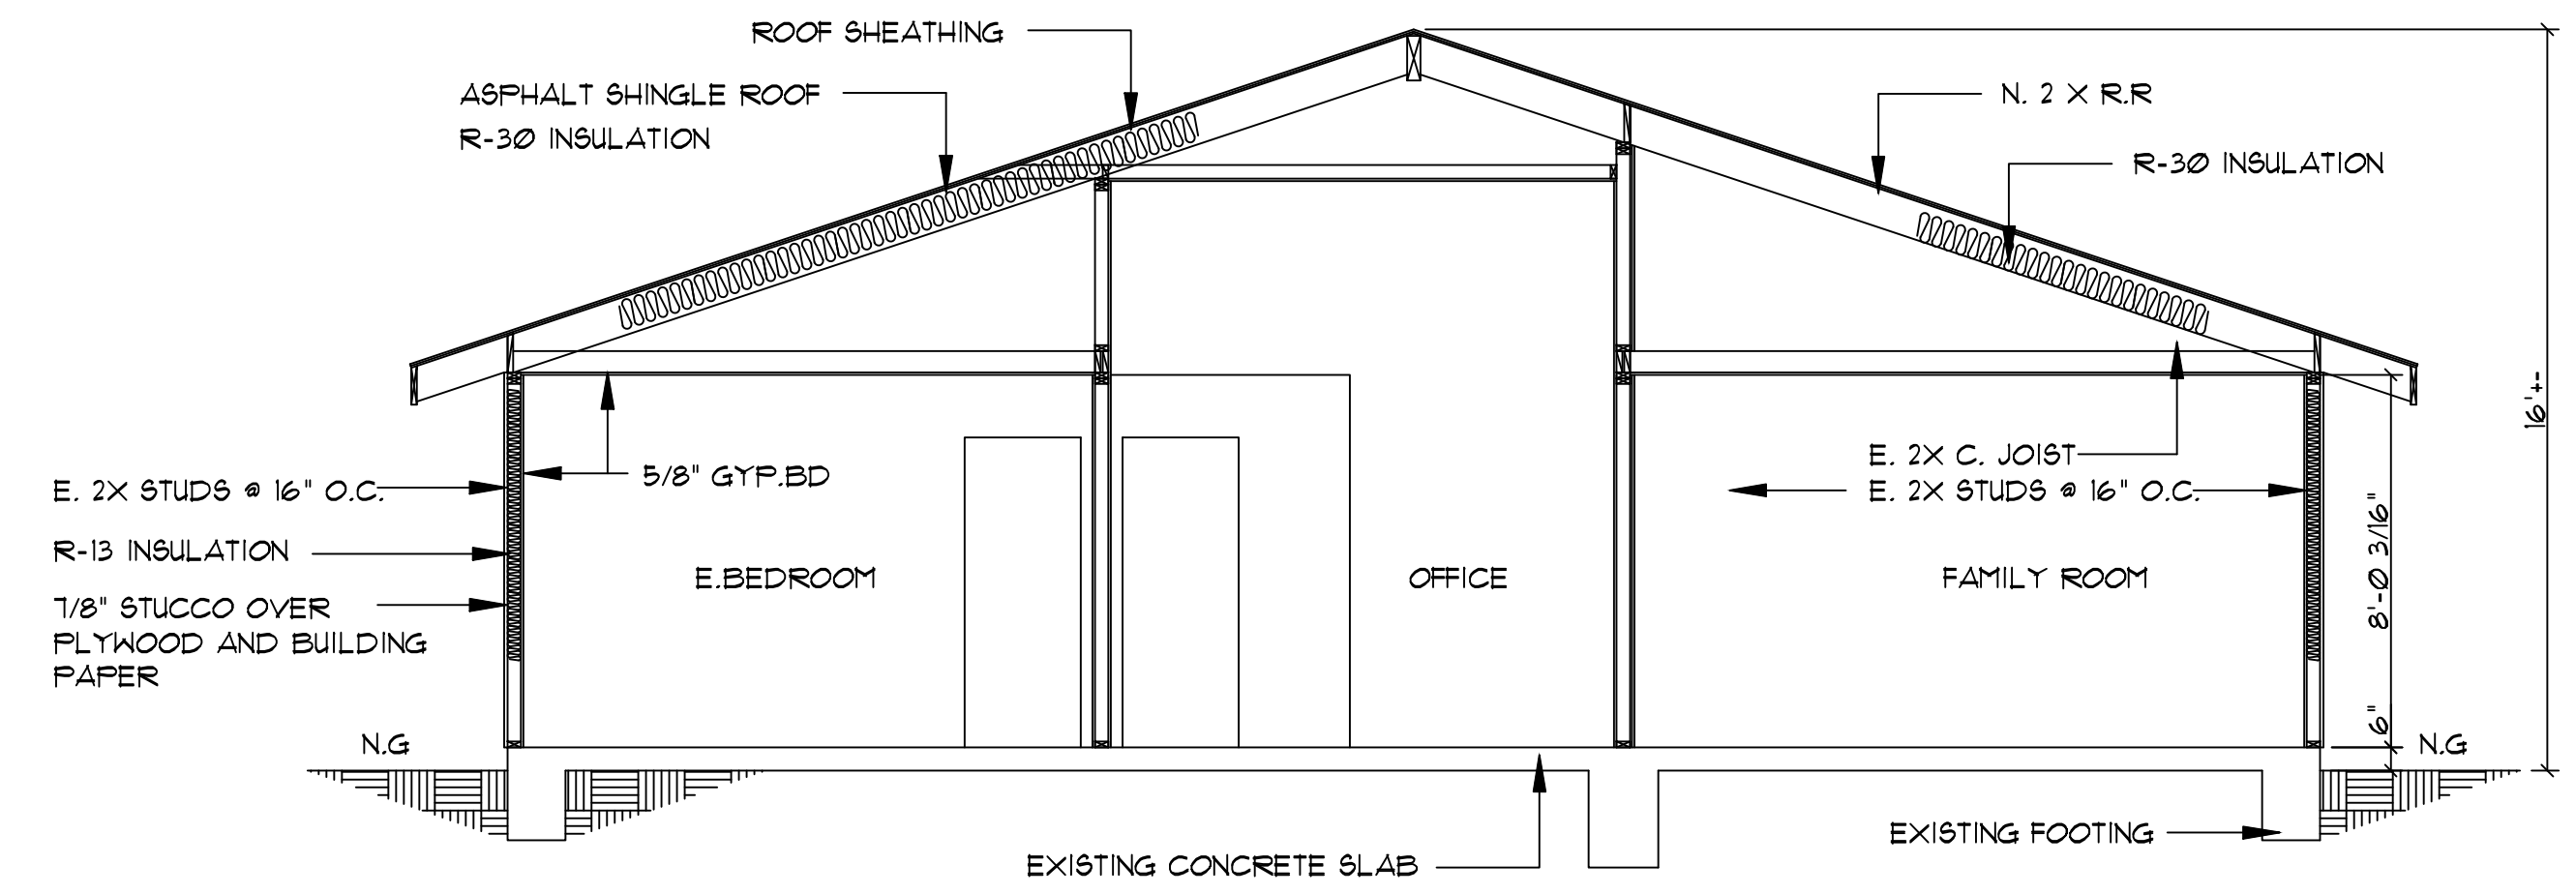 ROOF SHEATHING
ASPHALT SHINGLE ROOF
R-30 INSULATION
N. 2 X R.R
R-30 INSULATION
5/8" GYP.BD
E. 2X STUDS @ 16" O.C.
R-13 INSULATION
7/8" STUCCO OVER
PLYWOOD AND BUILDING
PAPER
E. 2X C. JOIST
E. 2X STUDS @ 16" O.C.
E.BEDROOM
OFFICE
FAMILY ROOM
8'-0 3/16"
16'+-
6"
N.G
N.G
EXISTING FOOTING
EXISTING CONCRETE SLAB